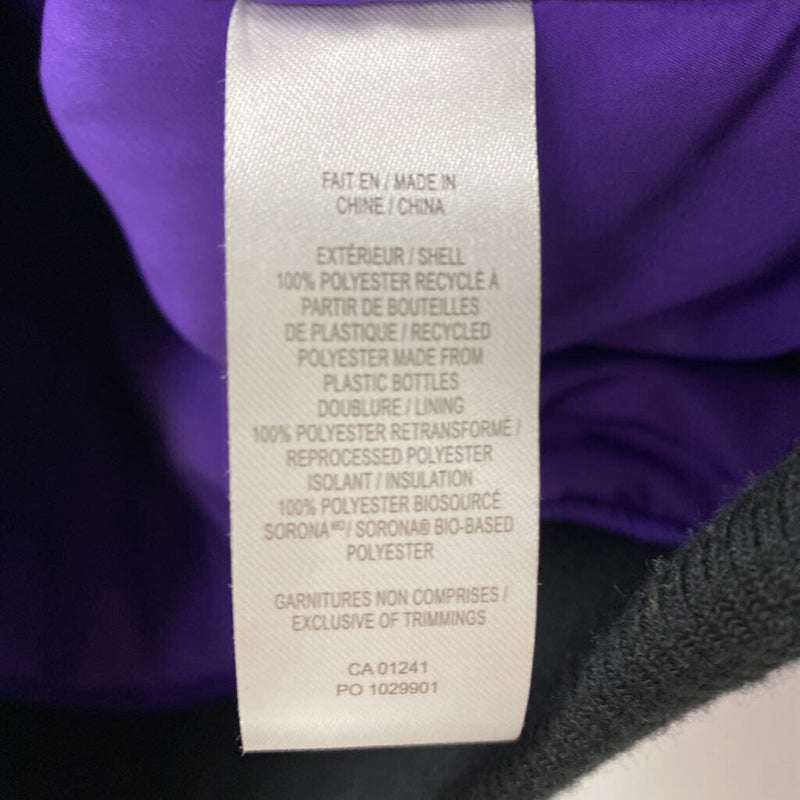 FAIT EN / MADE IN
CHINE / CHINA
EXTÉRIEUR / SHELL
100% POLYESTER RECYCLÉ À
PARTIR DE BOUTEILLES
DE PLASTIQUE / RECYCLED
POLYESTER MADE FROM
PLASTIC BOTTLES
DOUBLURE / LINING
100% POLYESTER RETRANSFORMÉ /
REPROCESSED POLYESTER
ISOLANT / INSULATION
100% POLYESTER BIOSOURCÉ
SORONA MD / SORONA® BIO-BASED
POLYESTER
GARNITURES NON COMPRISES /
EXCLUSIVE OF TRIMMINGS
CA 01241
PO 1029901